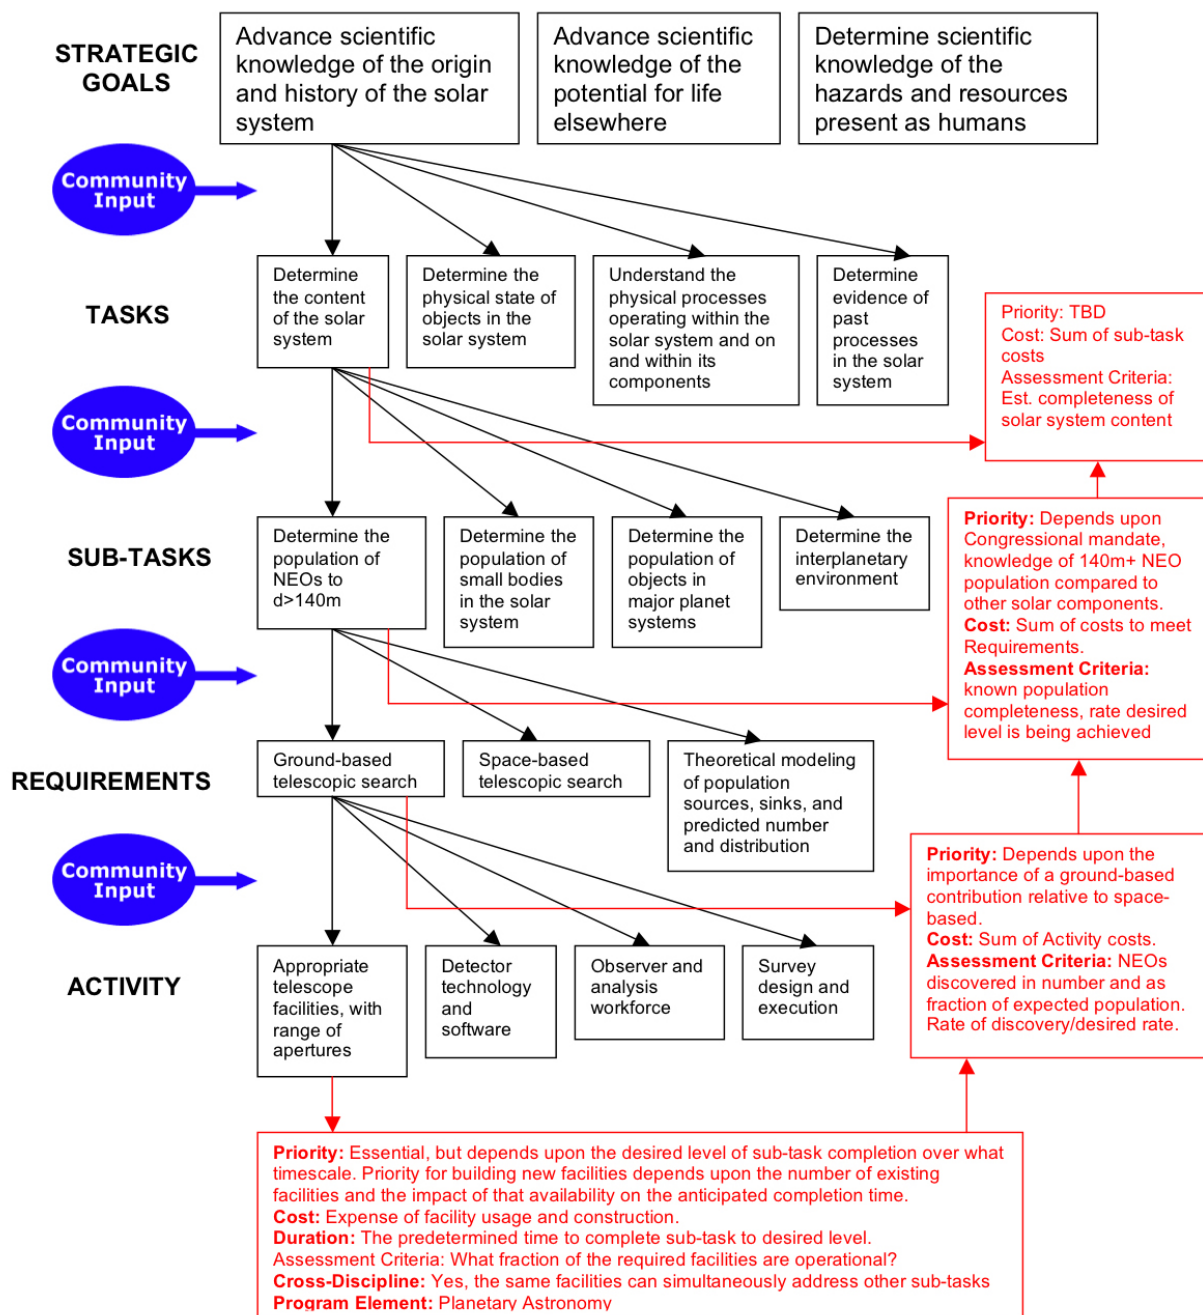 STRATEGIC
GOALS
Advance scientific
knowledge of the origin
and history of the solar
system
Advance scientific
knowledge of the
potential for life
elsewhere
Determine scientific
knowledge of the
hazards and resources
present as humans
Community
Input
TASKS
Determine
the content
of the solar
system
Determine the
physical state of
objects in the
solar system
Understand the
physical processes
operating within the
solar system and on
and within its
components
Determine
evidence of
past
processes
in the solar
system
Priority: TBD
Cost: Sum of sub-task
costs
Assessment Criteria:
Est. completeness of
solar system content
Community
Input
SUB-TASKS
Determine the
population of
NEOs to
d>140m
Determine the
population of
small bodies
in the solar
system
Determine the
population of
objects in
major planet
systems
Determine the
interplanetary
environment
Priority: Depends upon
Congressional mandate,
knowledge of 140m+ NEO
population compared to
other solar components.
Cost: Sum of costs to meet
Requirements.
Assessment Criteria:
known population
completeness, rate desired
level is being achieved
Community
Input
REQUIREMENTS
Ground-based
telescopic search
Space-based
telescopic search
Theoretical modeling
of population
sources, sinks, and
predicted number
and distribution
Priority: Depends upon the
importance of a ground-based
contribution relative to space-
based.
Cost: Sum of Activity costs.
Assessment Criteria: NEOs
discovered in number and as
fraction of expected population.
Rate of discovery/desired rate.
Community
Input
ACTIVITY
Appropriate
telescope
facilities, with
range of
apertures
Detector
technology
and
software
Observer and
analysis
workforce
Survey
design and
execution
Priority: Essential, but depends upon the desired level of sub-task completion over what
timescale. Priority for building new facilities depends upon the number of existing
facilities and the impact of that availability on the anticipated completion time.
Cost: Expense of facility usage and construction.
Duration: The predetermined time to complete sub-task to desired level.
Assessment Criteria: What fraction of the required facilities are operational?
Cross-Discipline: Yes, the same facilities can simultaneously address other sub-tasks
Program Element: Planetary Astronomy